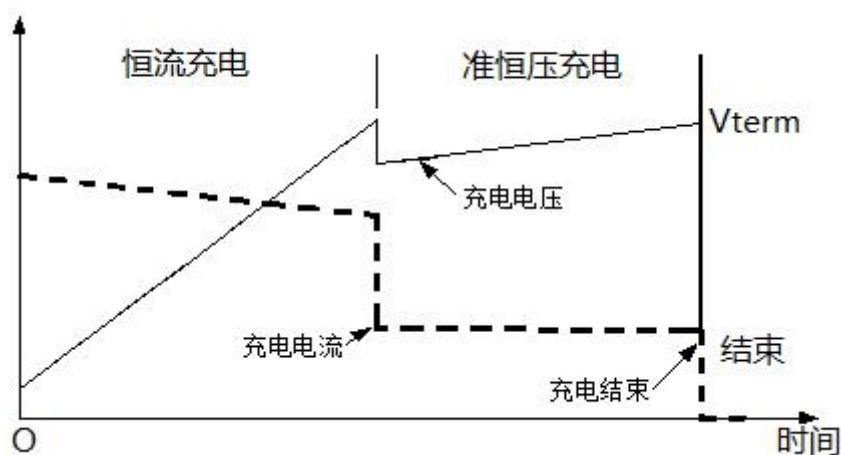 恒流充电
准恒压充电
Vterm
充电电压
充电电流
结束
充电结束
O
时间